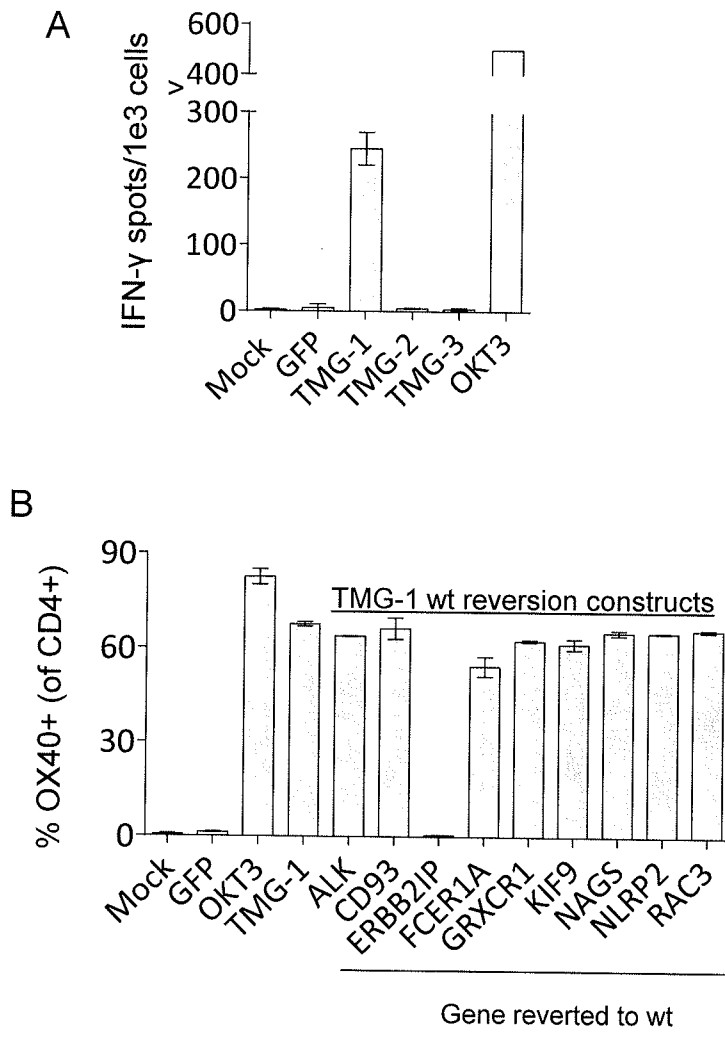 A
IFN-γ spots/1e3 cells
>
600
400
300
200
100
0
Mock
GFP
TMG-1
TMG-2
TMG-3
OKT3
B
% OX40+ (of CD4+)
90
60
30
0
TMG-1 wt reversion constructs
Mock
GFP
OKT3
TMG-1
ALK
CD93
ERBB2IP
FCER1A
GRXCR1
KIF9
NAGS
NLRP2
RAC3
Gene reverted to wt